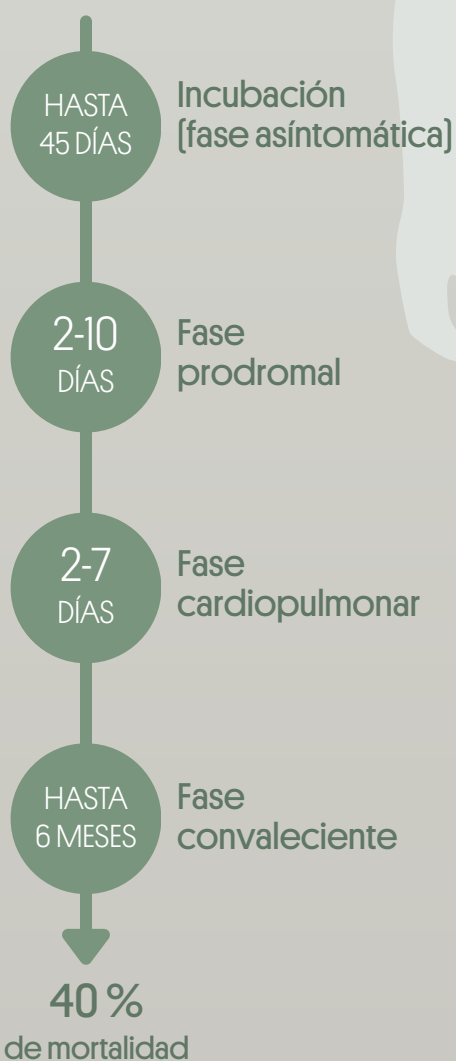 HASTA
45 DÍAS
Incubación
(fase asíntomática)
2-10
DÍAS
Fase
prodromal
2-7
DÍAS
Fase
cardiopulmonar
HASTA
6 MESES
Fase
convaleciente
40 %
de mortalidad